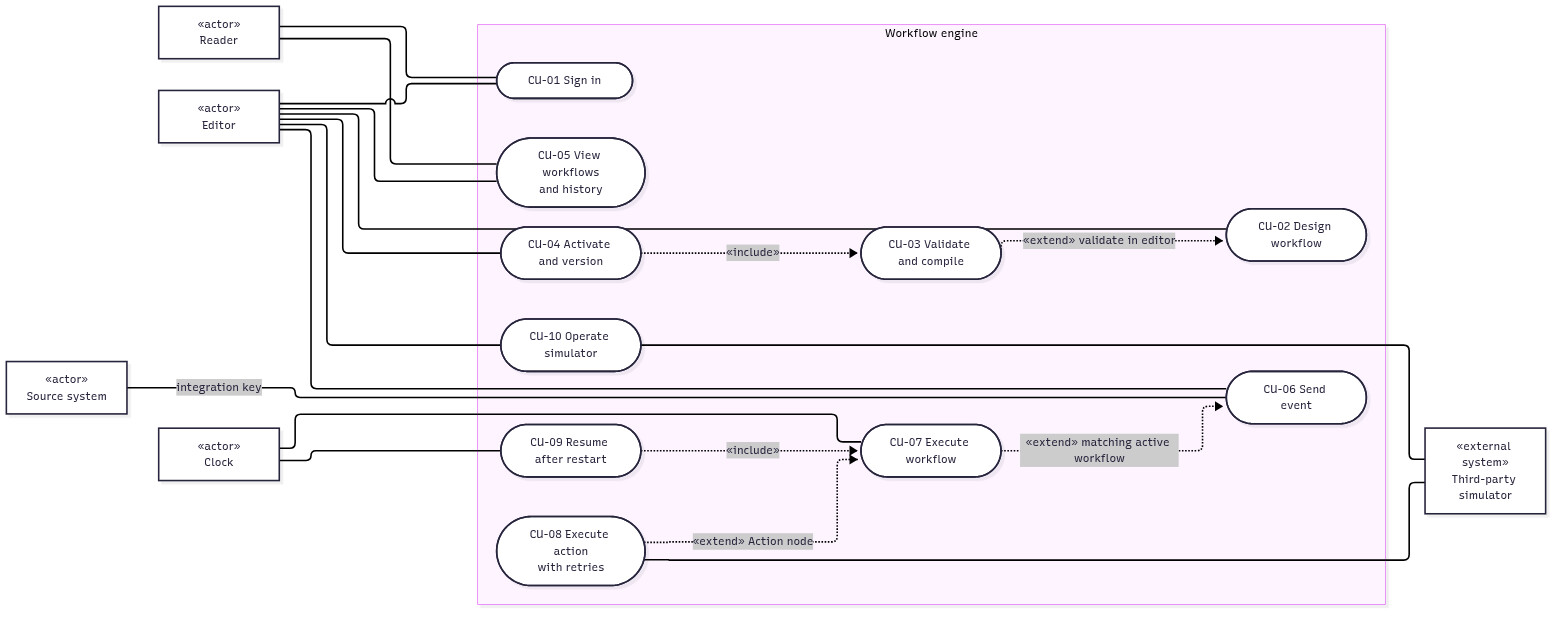 «actor»
Reader
Workflow engine
CU-01 Sign in
«actor»
Editor
CU-05 View
workflows
and history
CU-04 Activate
and version
«include»
CU-03 Validate
and compile
«extend» validate in editor
CU-02 Design
workflow
CU-10 Operate
simulator
«actor»
Source system
integration key
CU-06 Send
event
«actor»
Clock
CU-09 Resume
after restart
«include»
CU-07 Execute
workflow
«extend» matching active
workflow
«external
system»
Third-party
simulator
CU-08 Execute
action
with retries
«extend» Action node